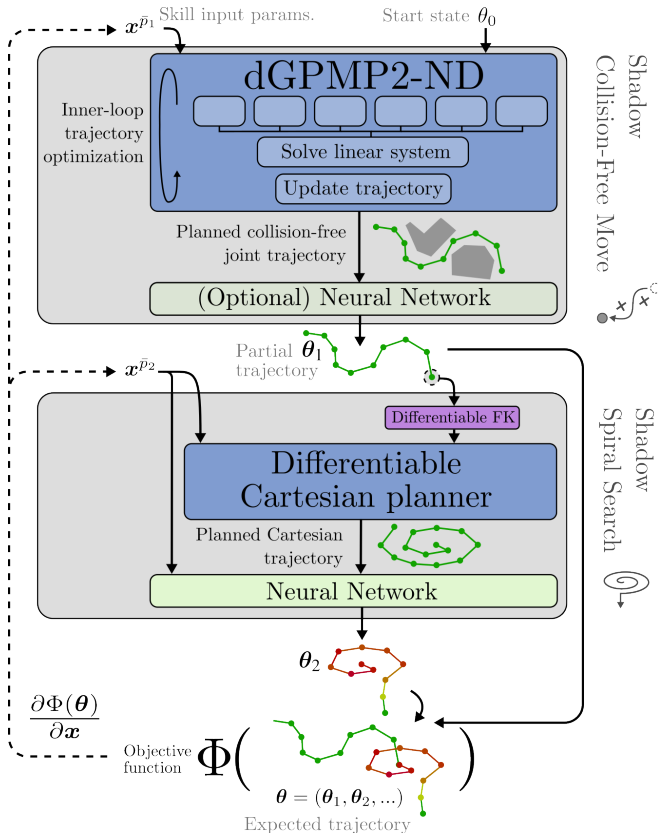 Skill input params.
Start state θ₀
x^{p̄₁}
dGPMP2-ND
Inner-loop
trajectory
optimization
Solve linear system
Update trajectory
Planned collision-free
joint trajectory
(Optional) Neural Network
Shadow
Collision-Free Move
Partial
trajectory
θ₁
x^{p̄₂}
Differentiable FK
Differentiable
Cartesian planner
Planned Cartesian
trajectory
Neural Network
Shadow
Spiral Search
θ₂
∂Φ(θ)
∂x
Objective
function
Φ( )
θ = (θ₁, θ₂, ...)
Expected trajectory